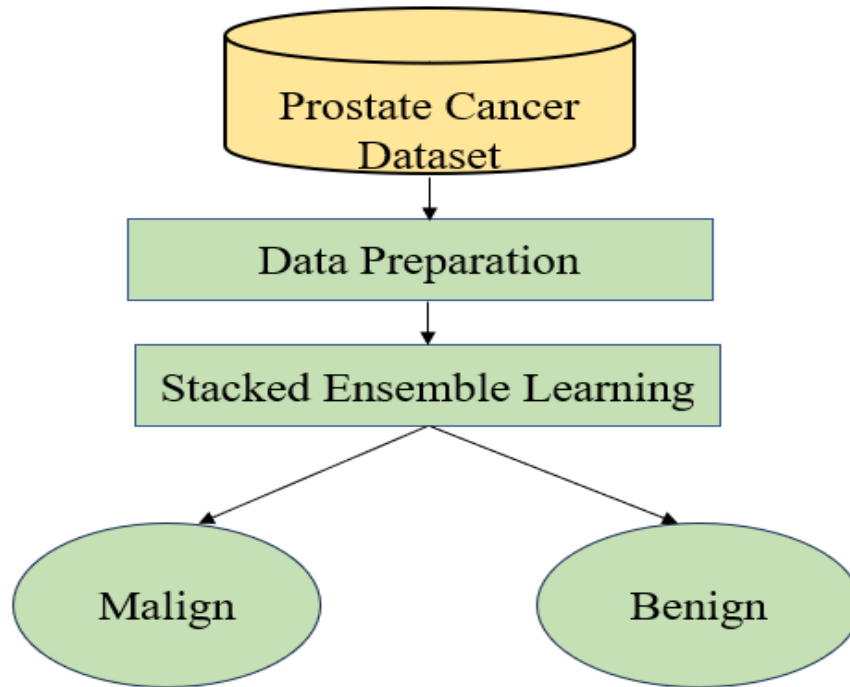 Prostate Cancer
Dataset
Data Preparation
Stacked Ensemble Learning
Malign
Benign